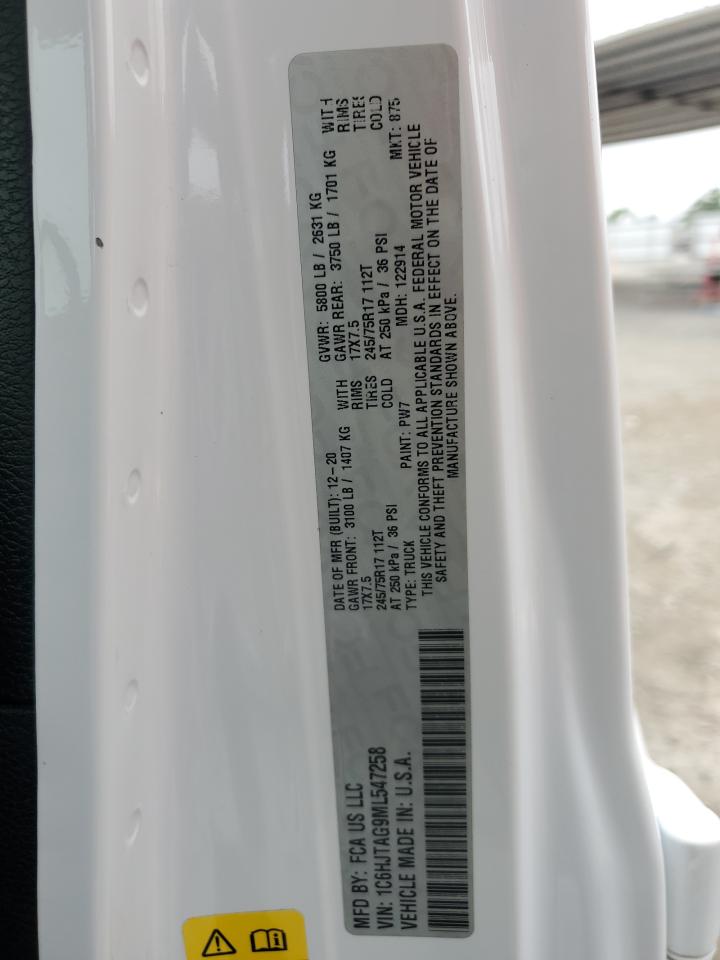 MFD BY: FCA US LLC
VIN: 1C6HJTAG9ML547258
VEHICLE MADE IN: U.S.A.
DATE OF MFR (BUILT): 12-20 GVWR: 5800 LB / 2631 KG
GAWR FRONT: 3100 LB / 1407 KG WITH GAWR REAR: 3750 LB / 1701 KG WITH
17X7.5 RIMS 17X7.5 RIMS
245/75R17 112T TIRES 245/75R17 112T TIRES
AT 250 kPa / 36 PSI COLD AT 250 kPa / 36 PSI COLD
TYPE: TRUCK PAINT: PW7 MDH: 122914 MKT: 875
THIS VEHICLE CONFORMS TO ALL APPLICABLE U.S.A. FEDERAL MOTOR VEHICLE
SAFETY AND THEFT PREVENTION STANDARDS IN EFFECT ON THE DATE OF
MANUFACTURE SHOWN ABOVE.